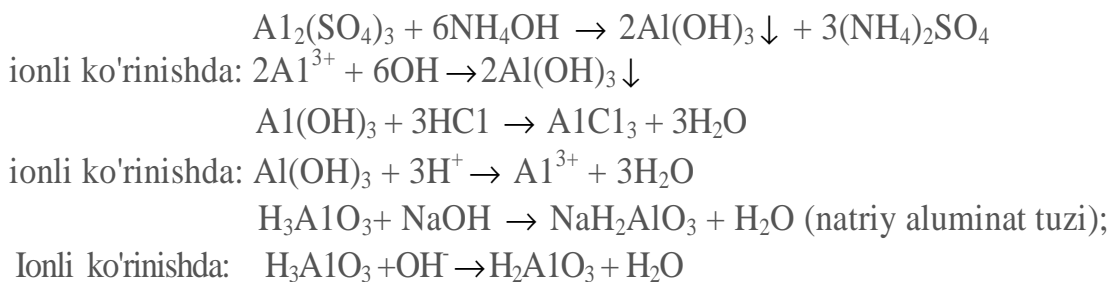 A1₂(SO₄)₃ + 6NH₄OH → 2Al(OH)₃↓ + 3(NH₄)₂SO₄
ionli ko'rinishda: 2A1³⁺ + 6OH →2Al(OH)₃↓
A1(OH)₃ + 3HC1 → A1C1₃ + 3H₂O
ionli ko'rinishda: Al(OH)₃ + 3H⁺→ A1³⁺ + 3H₂O
H₃A1O₃+ NaOH → NaH₂AlO₃ + H₂O (natriy aluminat tuzi);
Ionli ko'rinishda: H₃A1O₃ +OH⁻→H₂A1O₃ + H₂O